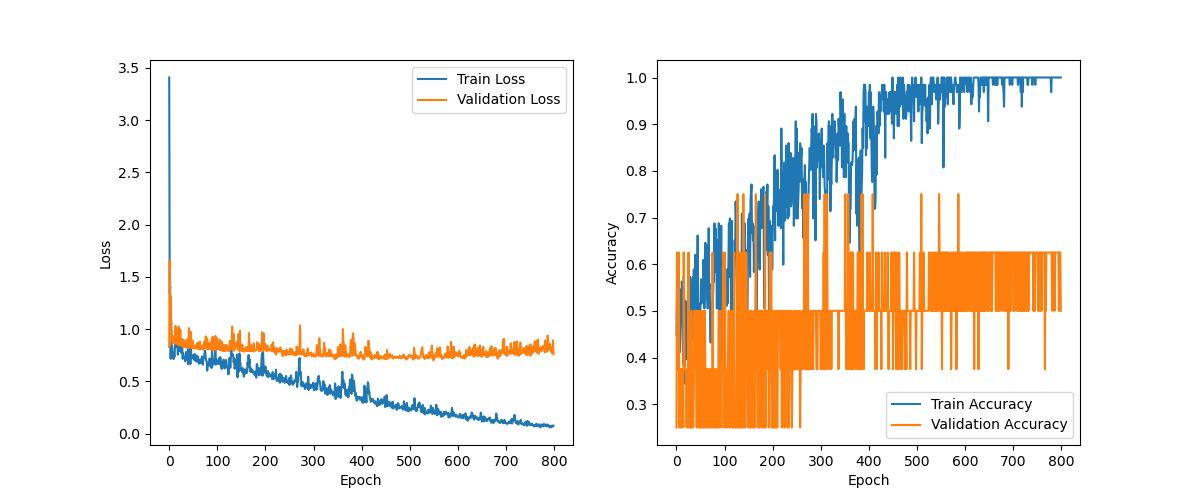 3.5
3.0
2.5
2.0
1.5
1.0
0.5
0.0
Loss
0 100 200 300 400 500 600 700 800
Epoch
Train Loss
Validation Loss
1.0
0.9
0.8
0.7
0.6
0.5
0.4
0.3
Accuracy
0 100 200 300 400 500 600 700 800
Epoch
Train Accuracy
Validation Accuracy